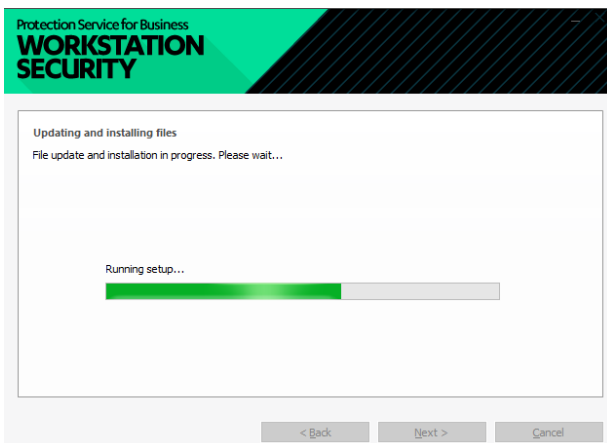 Protection Service for Business
WORKSTATION
SECURITY
Updating and installing files
File update and installation in progress. Please wait...
Running setup...
< Back
Next >
Cancel